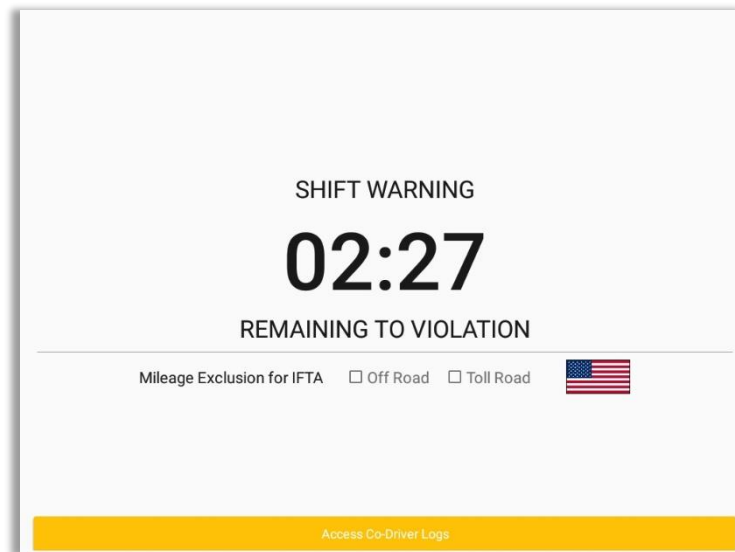 SHIFT WARNING
02:27
REMAINING TO VIOLATION
Mileage Exclusion for IFTA Off Road Toll Road
Access Co-Driver Logs